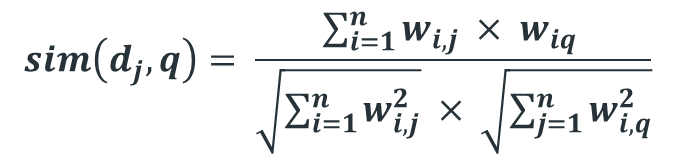 sim(d_j, q) = \frac{\sum_{i=1}^{n} w_{i,j} \times w_{iq}}{\sqrt{\sum_{i=1}^{n} w_{i,j}^{2}} \times \sqrt{\sum_{j=1}^{n} w_{i,q}^{2}}}